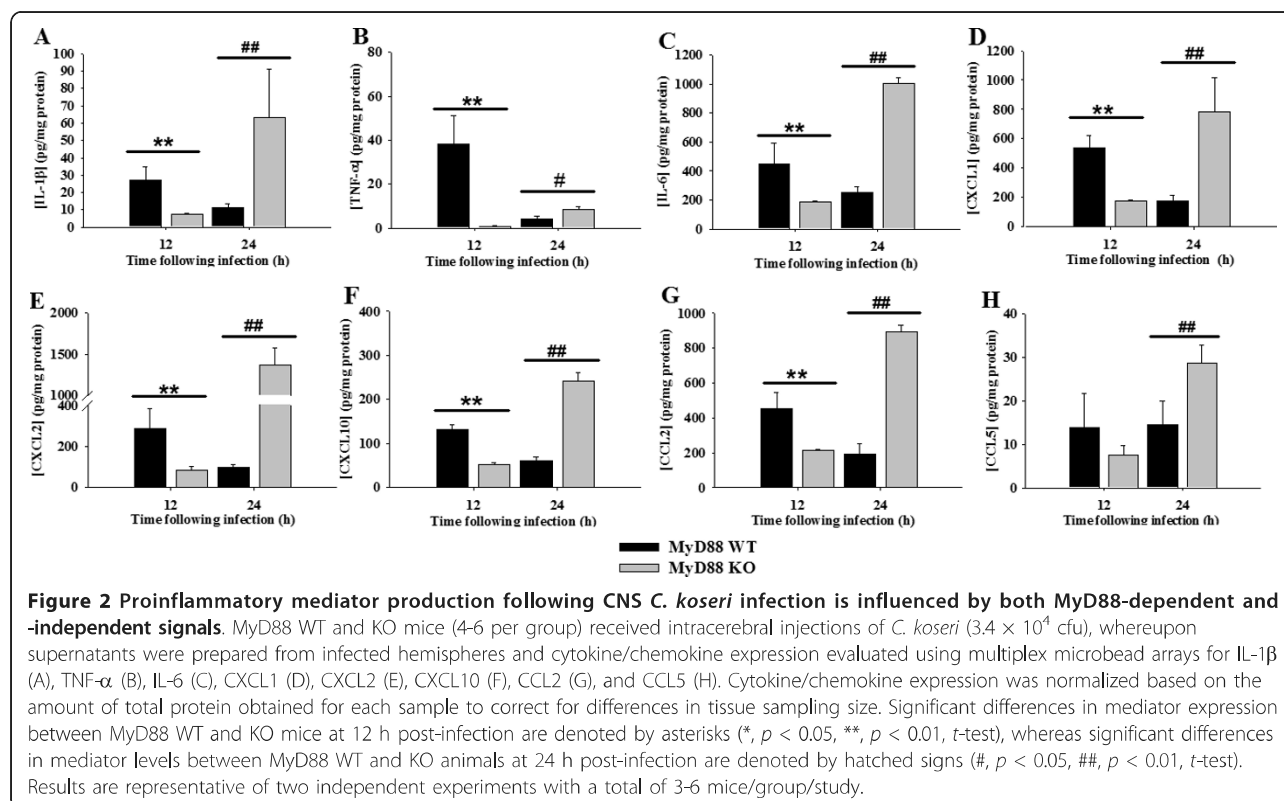 A
##
100
90
80
70
60
50
40
30
20
10
0
**
[IL-1β] (pg/mg protein)
12 24
Time following infection (h)
B
80
60
40
20
0
**
#
[TNF-α] (pg/mg protein)
12 24
Time following infection (h)
C
##
1200
1000
800
600
400
200
0
**
[IL-6] (pg/mg protein)
12 24
Time following infection (h)
D
##
1200
1000
800
600
400
200
0
**
[CXCL1] (pg/mg protein)
12 24
Time following infection (h)
E
##
2000
1500
1000
400
200
0
**
[CXCL2] (pg/mg protein)
12 24
Time following infection (h)
F
##
400
300
200
100
0
**
[CXCL10] (pg/mg protein)
12 24
Time following infection (h)
G
##
1000
800
600
400
200
0
**
[CCL2] (pg/mg protein)
12 24
Time following infection (h)
H
##
40
30
20
10
0
[CCL5] (pg/mg protein)
12 24
Time following infection (h)
MyD88 WT
MyD88 KO
Figure 2 Proinflammatory mediator production following CNS C. koseri infection is influenced by both MyD88-dependent and
-independent signals. MyD88 WT and KO mice (4-6 per group) received intracerebral injections of C. koseri (3.4 × 10⁴ cfu), whereupon
supernatants were prepared from infected hemispheres and cytokine/chemokine expression evaluated using multiplex microbead arrays for IL-1β
(A), TNF-α (B), IL-6 (C), CXCL1 (D), CXCL2 (E), CXCL10 (F), CCL2 (G), and CCL5 (H). Cytokine/chemokine expression was normalized based on the
amount of total protein obtained for each sample to correct for differences in tissue sampling size. Significant differences in mediator expression
between MyD88 WT and KO mice at 12 h post-infection are denoted by asterisks (*, p < 0.05, **, p < 0.01, t-test), whereas significant differences
in mediator levels between MyD88 WT and KO animals at 24 h post-infection are denoted by hatched signs (#, p < 0.05, ##, p < 0.01, t-test).
Results are representative of two independent experiments with a total of 3-6 mice/group/study.